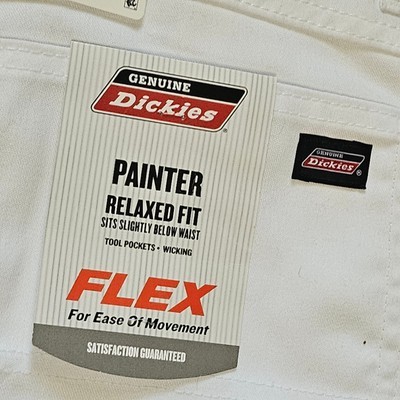 GENUINE
Dickies
®
PAINTER
RELAXED FIT
SITS SLIGHTLY BELOW WAIST
TOOL POCKETS • WICKING
FLEX
For Ease Of Movement
SATISFACTION GUARANTEED
GENUINE
Dickies